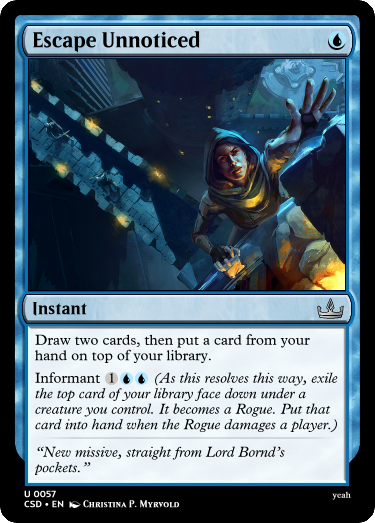 Escape Unnoticed
Instant
Draw two cards, then put a card from your
hand on top of your library.
Informant 1 (As this resolves this way, exile
the top card of your library face down under a
creature you control. It becomes a Rogue. Put that
card into hand when the Rogue damages a player.)
“New missive, straight from Lord Bornd’s
pockets.”
U 0057
CSD • EN Christina P. Myrvold
yeah